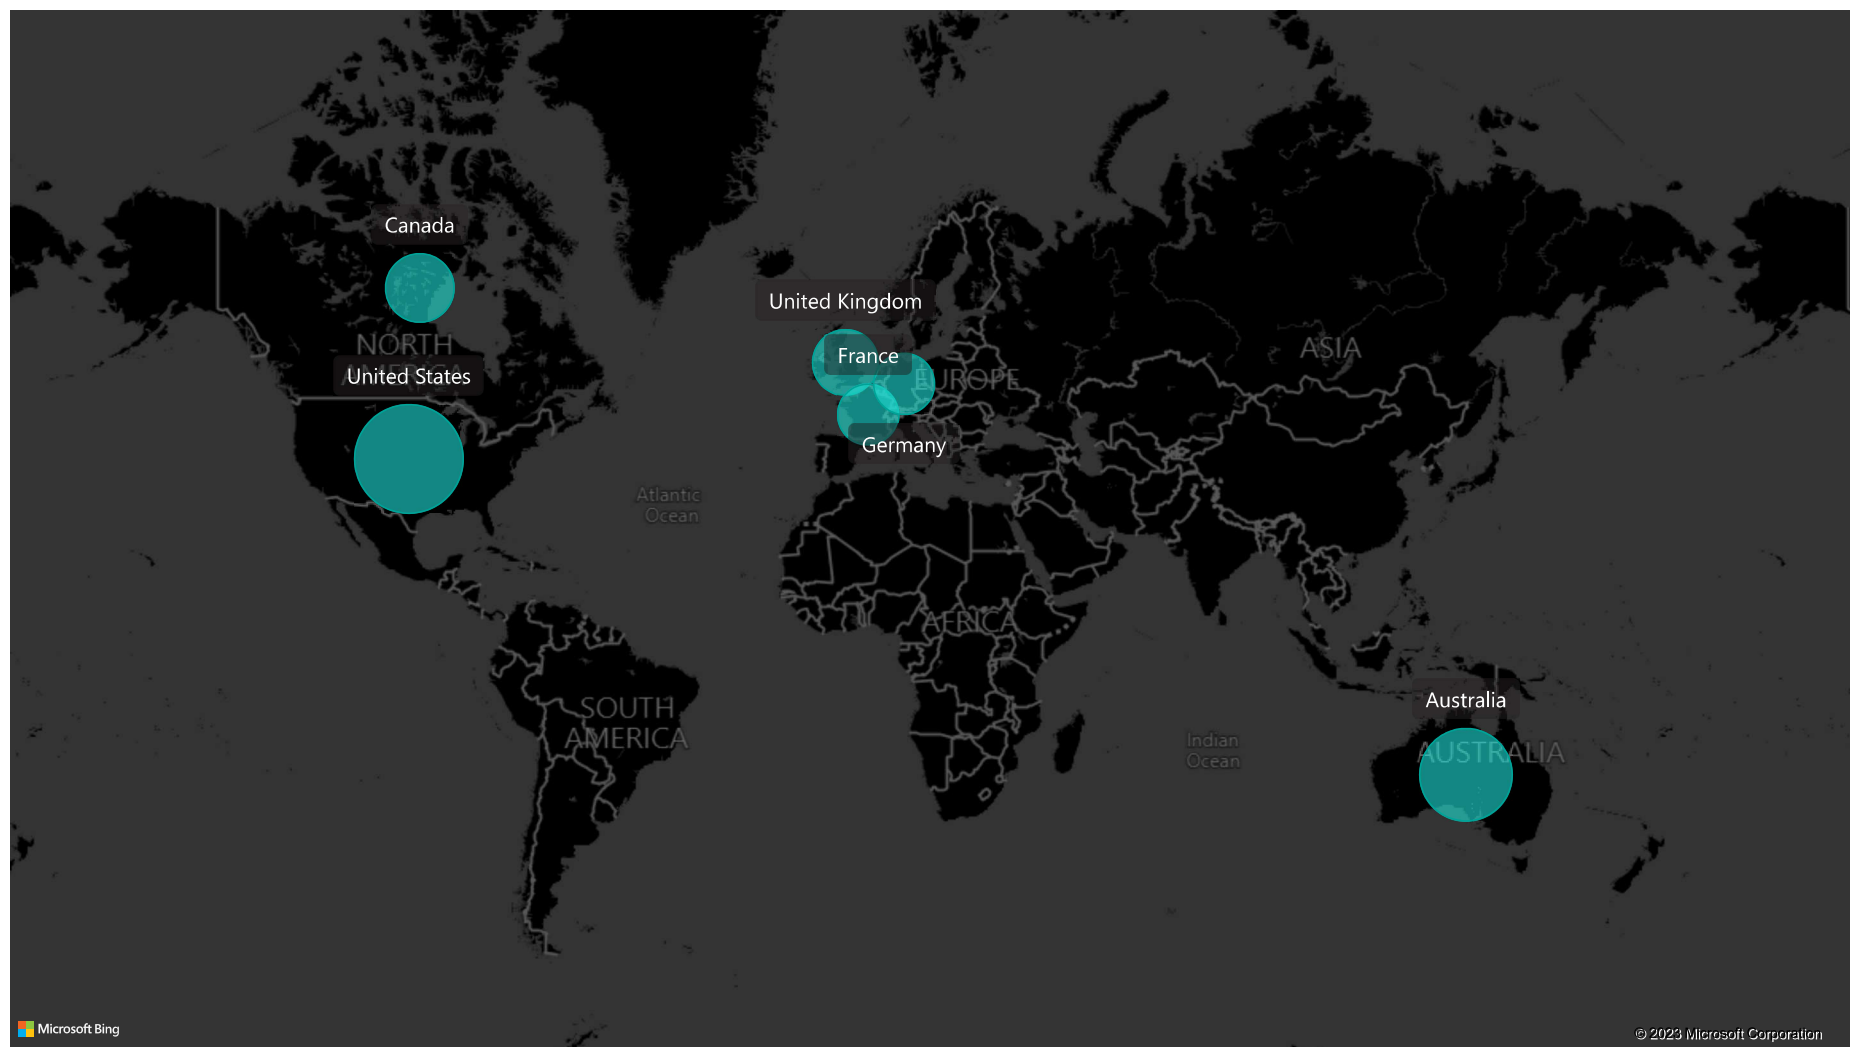 Canada
NORTH
AMERICA
United States
United Kingdom
France
EUROPE
Germany
ASIA
Atlantic
Ocean
AFRICA
SOUTH
AMERICA
Indian
Ocean
Australia
AUSTRALIA
Microsoft Bing
© 2023 Microsoft Corporation